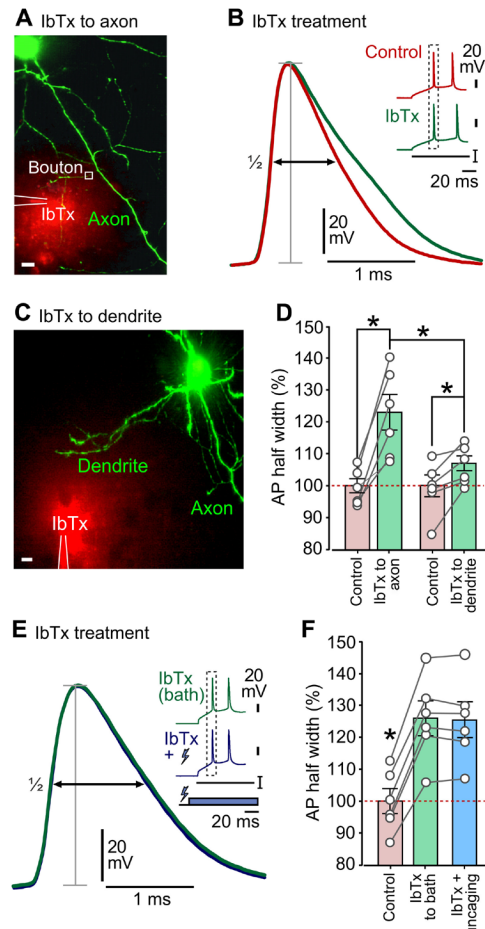 A IbTx to axon
Bouton
IbTx
Axon
B IbTx treatment
Control
20
mV
IbTx
20 ms
½
20
mV
1 ms
C IbTx to dendrite
Dendrite
IbTx
Axon
D
150
140
130
120
110
100
90
80
AP half width (%)
*
*
*
Control
IbTx to
axon
Control
IbTx to
dendrite
E IbTx treatment
IbTx
(bath)
20
mV
IbTx
+
20 ms
½
20
mV
1 ms
F
150
140
130
120
110
100
90
80
AP half width (%)
*
Control
IbTx
to bath
IbTx +
uncaging